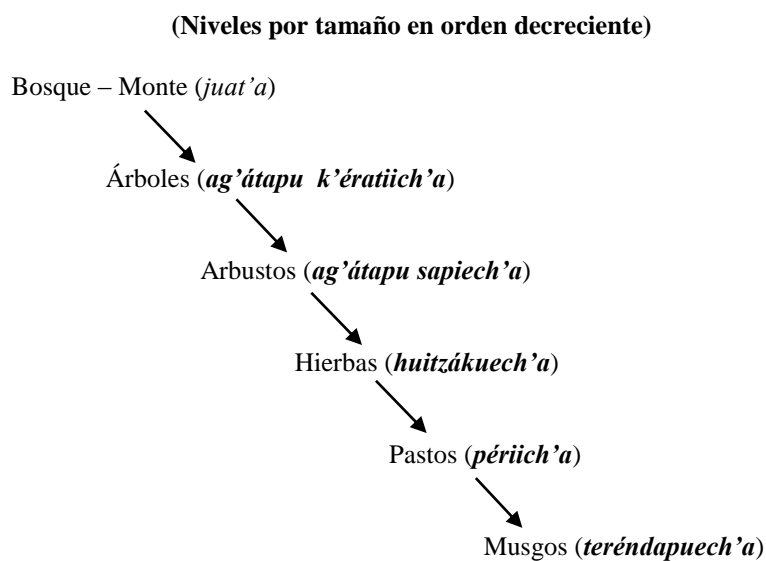 (Niveles por tamaño en orden decreciente)
Bosque – Monte (juat’a)
Árboles (ag’átapu k’ératiich’a)
Arbustos (ag’átapu sapiech’a)
Hierbas (huitzákuech’a)
Pastos (périich’a)
Musgos (teréndapuech’a)